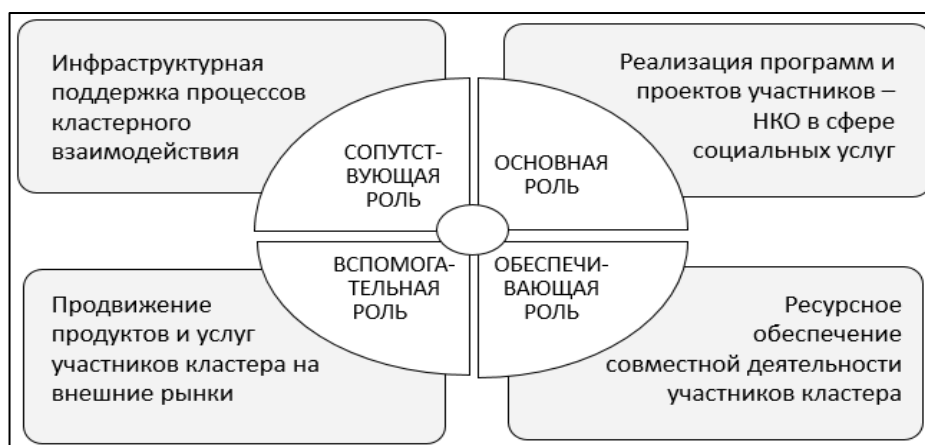 Инфраструктурная
поддержка процессов
кластерного
взаимодействия
Реализация программ и
проектов участников –
НКО в сфере
социальных услуг
СОПУТСТ-
ВУЮЩАЯ
РОЛЬ
ОСНОВНАЯ
РОЛЬ
ВСПОМОГА-
ТЕЛЬНАЯ
РОЛЬ
ОБЕСПЕЧИ-
ВАЮЩАЯ
РОЛЬ
Продвижение
продуктов и услуг
участников кластера на
внешние рынки
Ресурсное
обеспечение
совместной деятельности
участников кластера